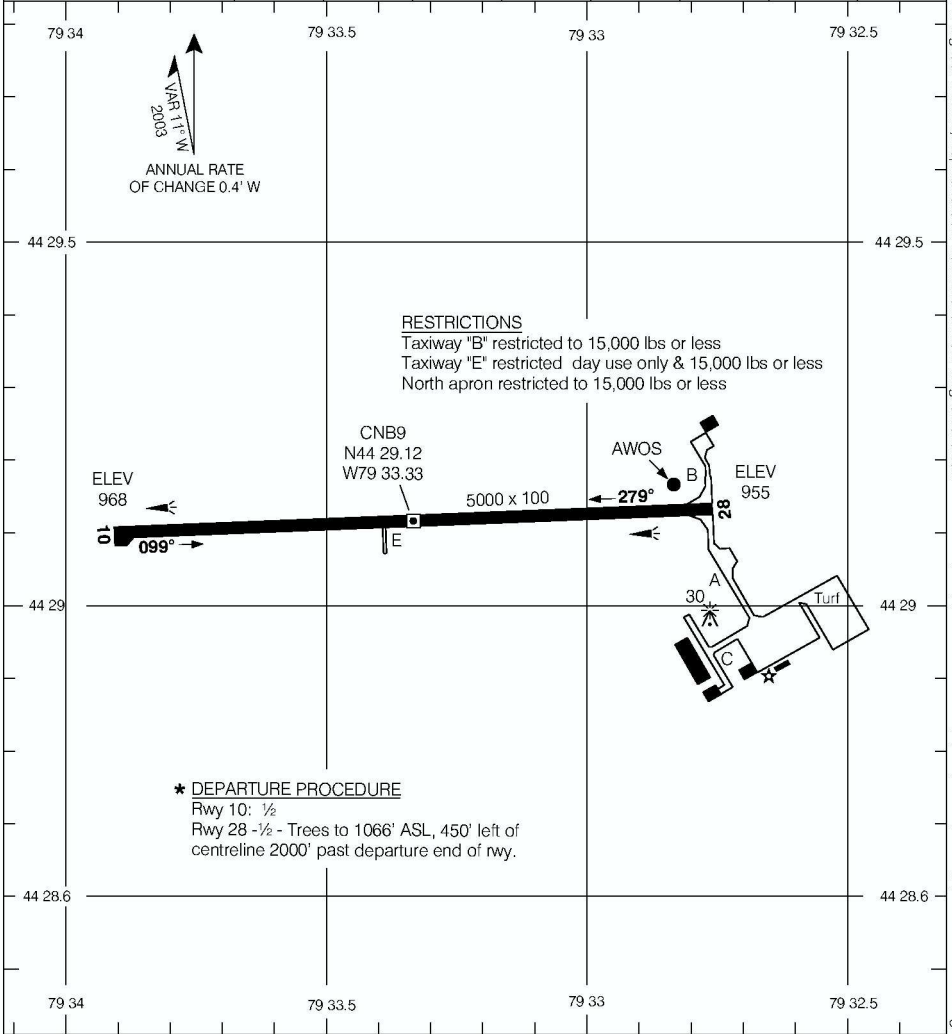 79 34
79 33.5
79 33
79 32.5
VAR 11° W
2003
ANNUAL RATE
OF CHANGE 0.4' W
44 29.5
44 29.5
RESTRICTIONS
Taxiway "B" restricted to 15,000 lbs or less
Taxiway "E" restricted day use only & 15,000 lbs or less
North apron restricted to 15,000 lbs or less
CNB9
N44 29.12
W79 33.33
AWOS
B
ELEV
968
ELEV
955
5000 x 100
279°
28
10
099°
E
A
30
44 29
44 29
Turf
C
* DEPARTURE PROCEDURE
Rwy 10: ½
Rwy 28 -½ - Trees to 1066' ASL, 450' left of
centreline 2000' past departure end of rwy.
44 28.6
44 28.6
79 34
79 33.5
79 33
79 32.5